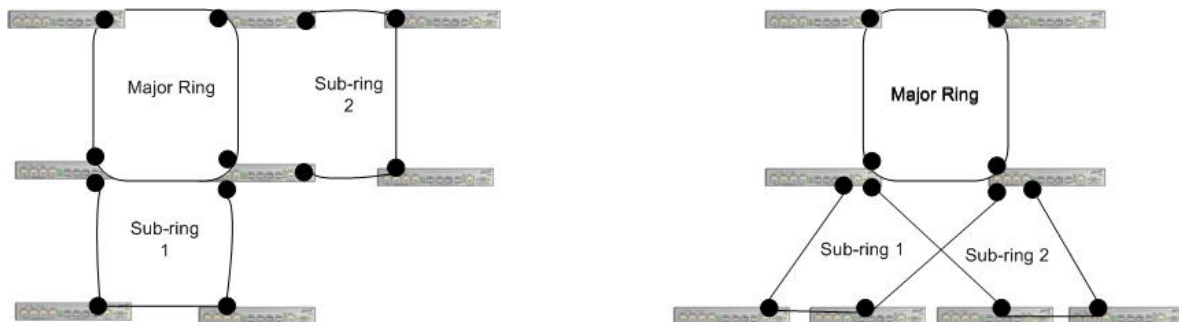 Major Ring
Sub-ring
2
Sub-ring
1
Major Ring
Sub-ring 1
Sub-ring 2